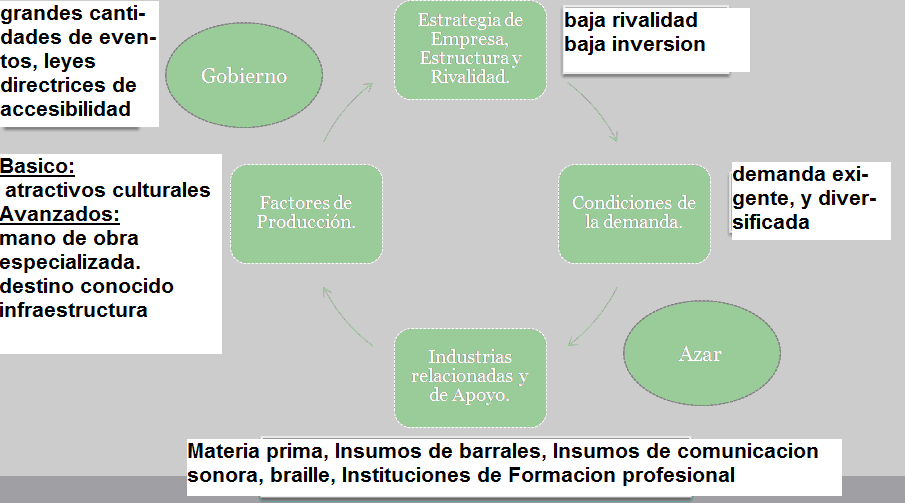 grandes canti-
dades de even-
tos, leyes
directrices de
accesibilidad
Gobierno
Estrategia de
Empresa,
Estructura y
Rivalidad.
baja rivalidad
baja inversion
Basico:
atractivos culturales
Avanzados:
mano de obra
especializada.
destino conocido
infraestructura
Factores de
Producción.
Condiciones de
la demanda.
demanda exi-
gente, y diver-
sificada
Industrias
relacionadas y
de Apoyo.
Azar
Materia prima, Insumos de barrales, Insumos de comunicacion
sonora, braille, Instituciones de Formacion profesional